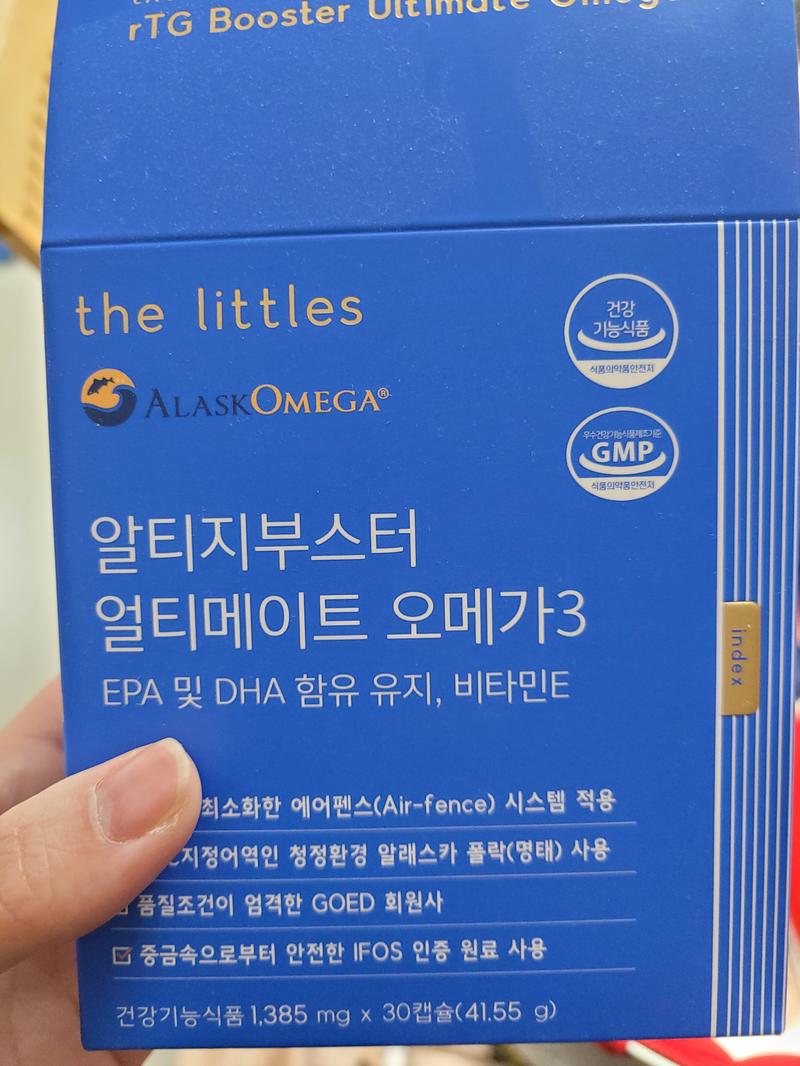 rTG Booster Ultimate Omega
the littles
ALASKOMEGA®
건강
기능식품
식품의약품안전처
우수건강기능식품제조기준
GMP
식품의약품안전처
알티지부스터
얼티메이트 오메가3
EPA 및 DHA 함유 유지, 비타민E
index
최소화한 에어펜스(Air-fence) 시스템 적용
지정어역인 청정환경 알래스카 폴락(명태) 사용
품질조건이 엄격한 GOED 회원사
중금속으로부터 안전한 IFOS 인증 원료 사용
건강기능식품 1,385 mg x 30캡슐(41.55 g)